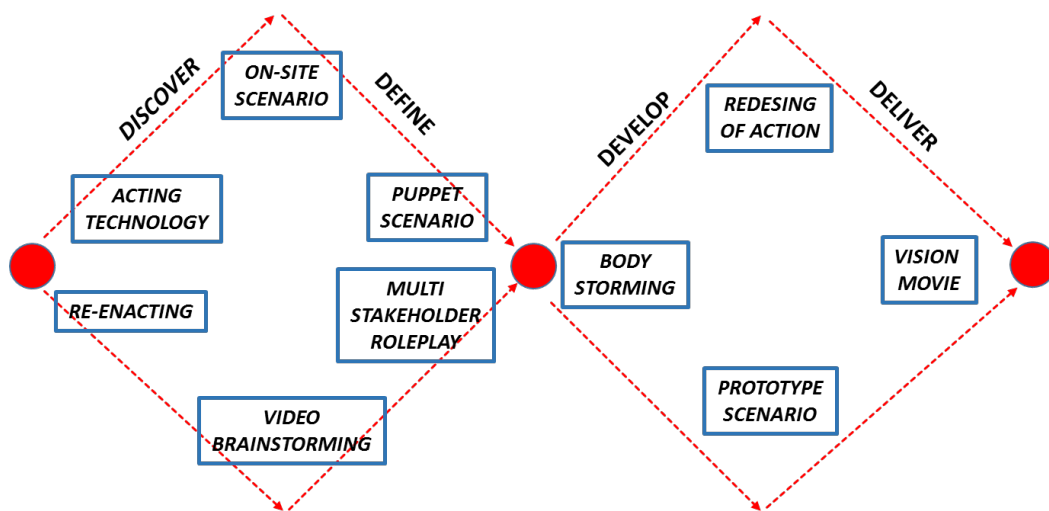 DISCOVER
ON-SITE
SCENARIO
DEFINE
ACTING
TECHNOLOGY
PUPPET
SCENARIO
RE-ENACTING
MULTI
STAKEHOLDER
ROLEPLAY
VIDEO
BRAINSTORMING
DEVELOP
REDESING
OF ACTION
DELIVER
BODY
STORMING
VISION
MOVIE
PROTOTYPE
SCENARIO